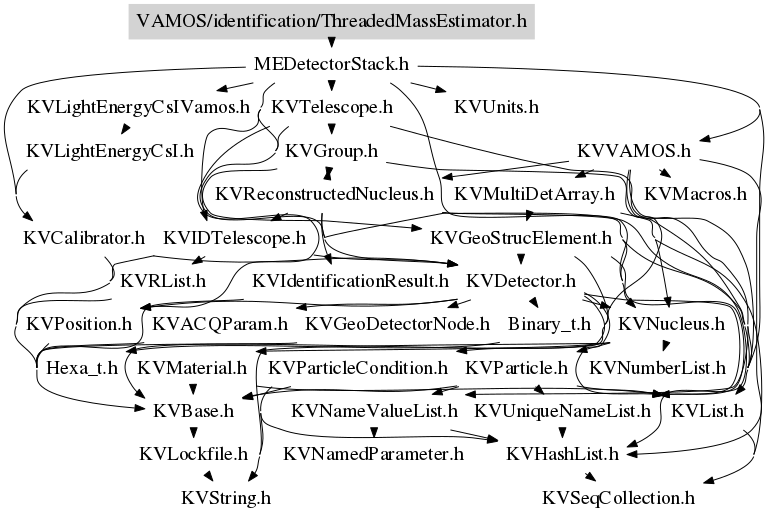 VAMOS/identification/ThreadedMassEstimator.h
MEDetectorStack.h
KVLightEnergyCsIVamos.h KVTelescope.h KVUnits.h
KVLightEnergyCsI.h KVGroup.h KVVAMOS.h
KVReconstructedNucleus.h KVMultiDetArray.h KVMacros.h
KVCalibrator.h KVIDTelescope.h KVGeoStrucElement.h
KVRList.h KVIdentificationResult.h KVDetector.h
KVPosition.h KVACQParam.h KVGeoDetectorNode.h Binary_t.h KVNucleus.h
Hexa_t.h KVMaterial.h KVParticleCondition.h KVParticle.h KVNumberList.h
KVBase.h KVNameValueList.h KVUniqueNameList.h KVList.h
KVLockfile.h KVNamedParameter.h KVHashList.h
KVString.h KVSeqCollection.h